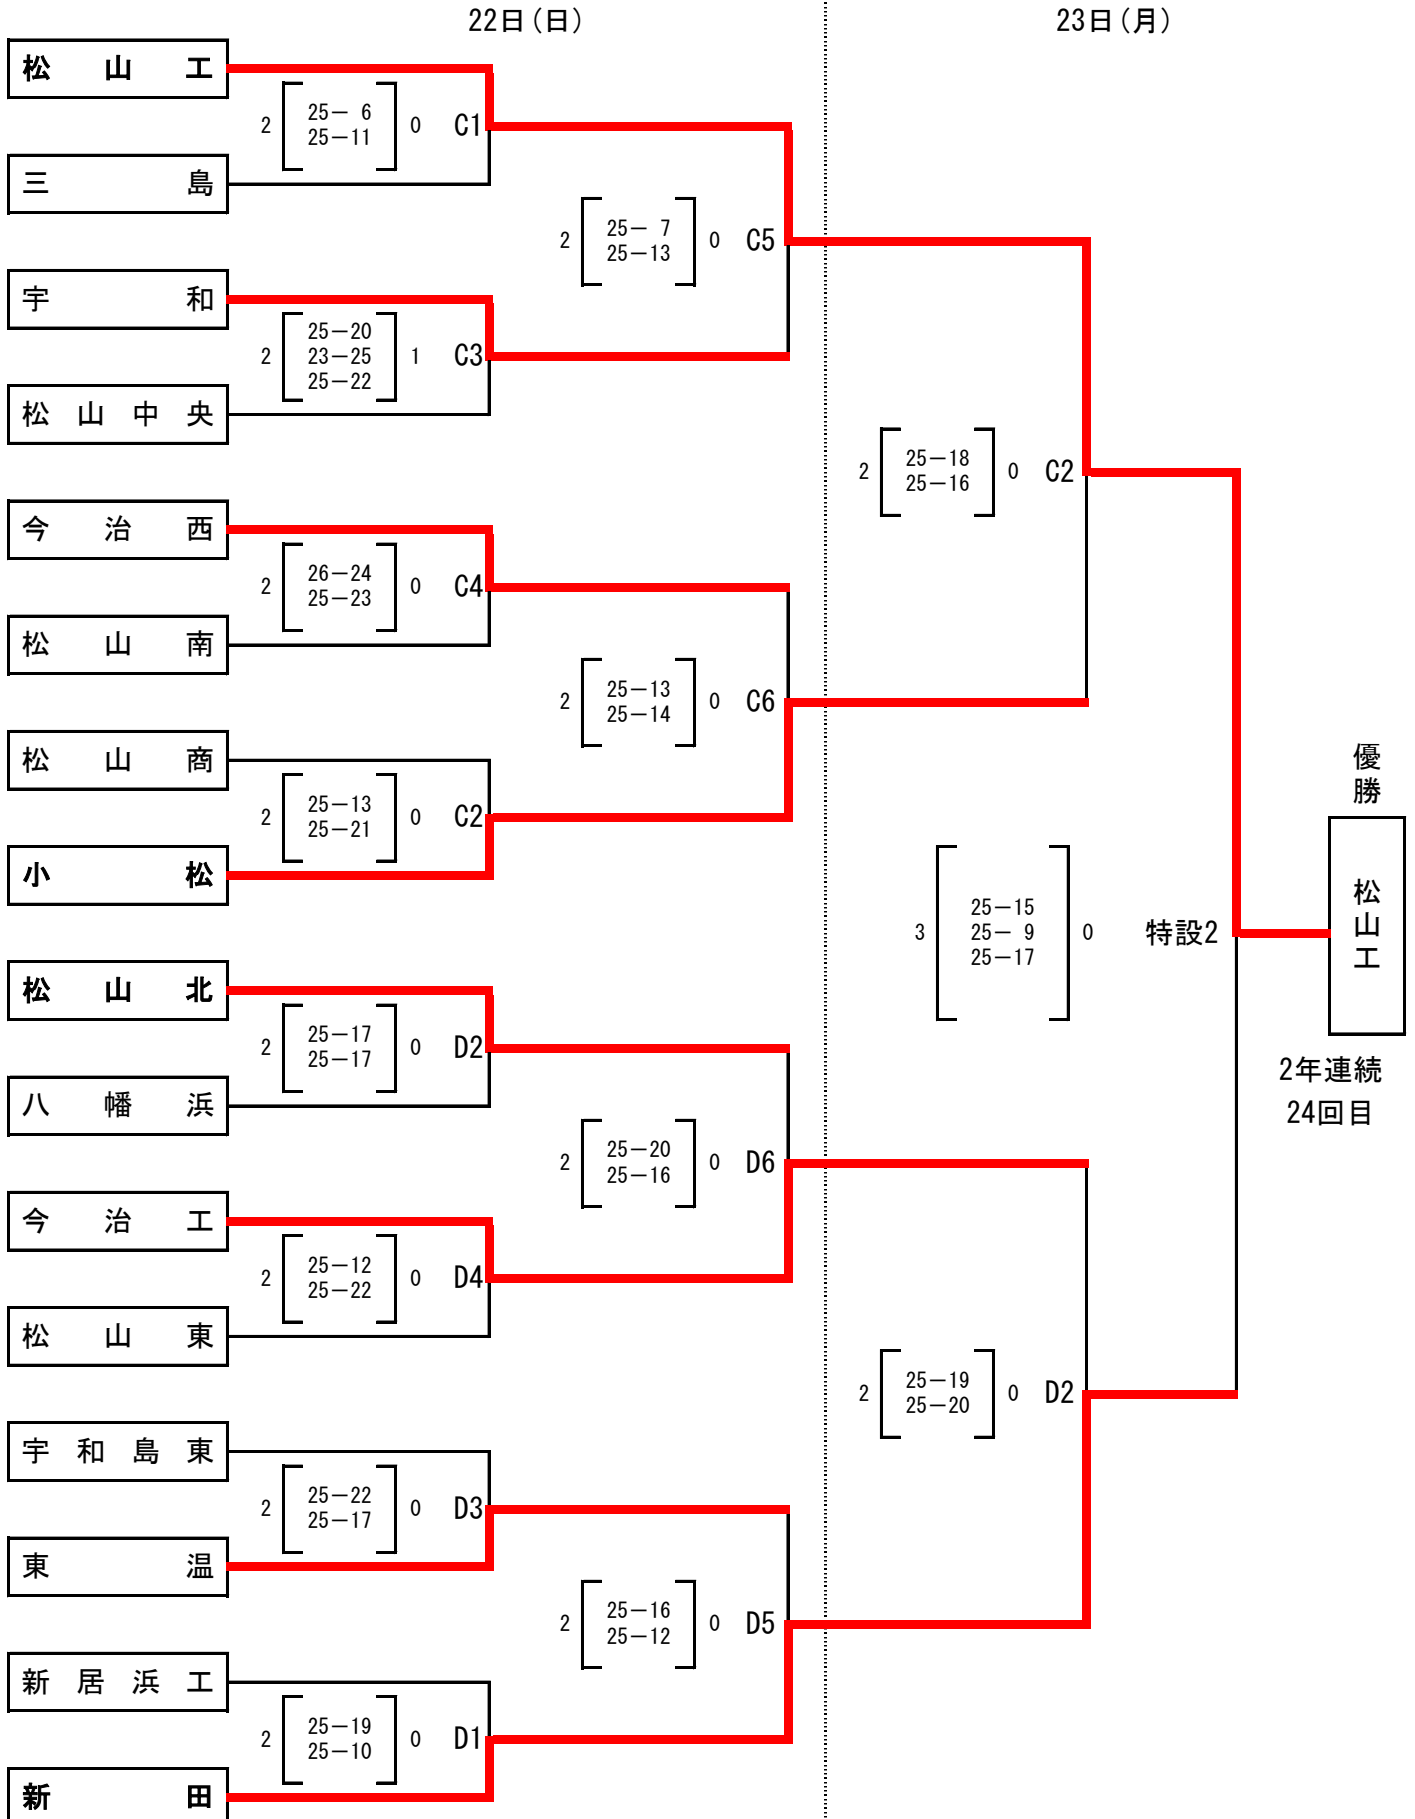 22日(日)
23日(月)
松山工
2 25－ 6 0 C1
25－11
三島
2 25－ 7 0 C5
25－13
宇和
2 25－20 1 C3
23－25
25－22
松山中央
2 25－18 0 C2
25－16
今治西
2 26－24 0 C4
25－23
松山南
2 25－13 0 C6
25－14
松山商
2 25－13 0 C2
25－21
小松
優勝
松山工
2年連続
24回目
3 25－15 0 特設2
25－ 9
25－17
松山北
2 25－17 0 D2
25－17
八幡浜
2 25－20 0 D6
25－16
今治工
2 25－12 0 D4
25－22
松山東
2 25－19 0 D2
25－20
宇和島東
2 25－22 0 D3
25－17
東温
2 25－16 0 D5
25－12
新居浜工
2 25－19 0 D1
25－10
新田